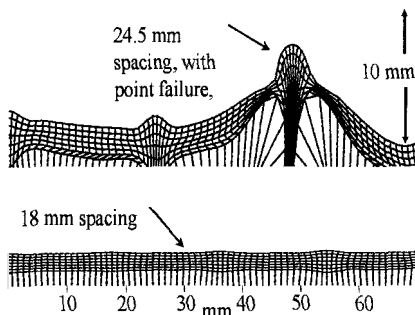 24.5 mm
spacing, with
point failure,
10 mm
18 mm spacing
10 20 30 40 50 60
mm